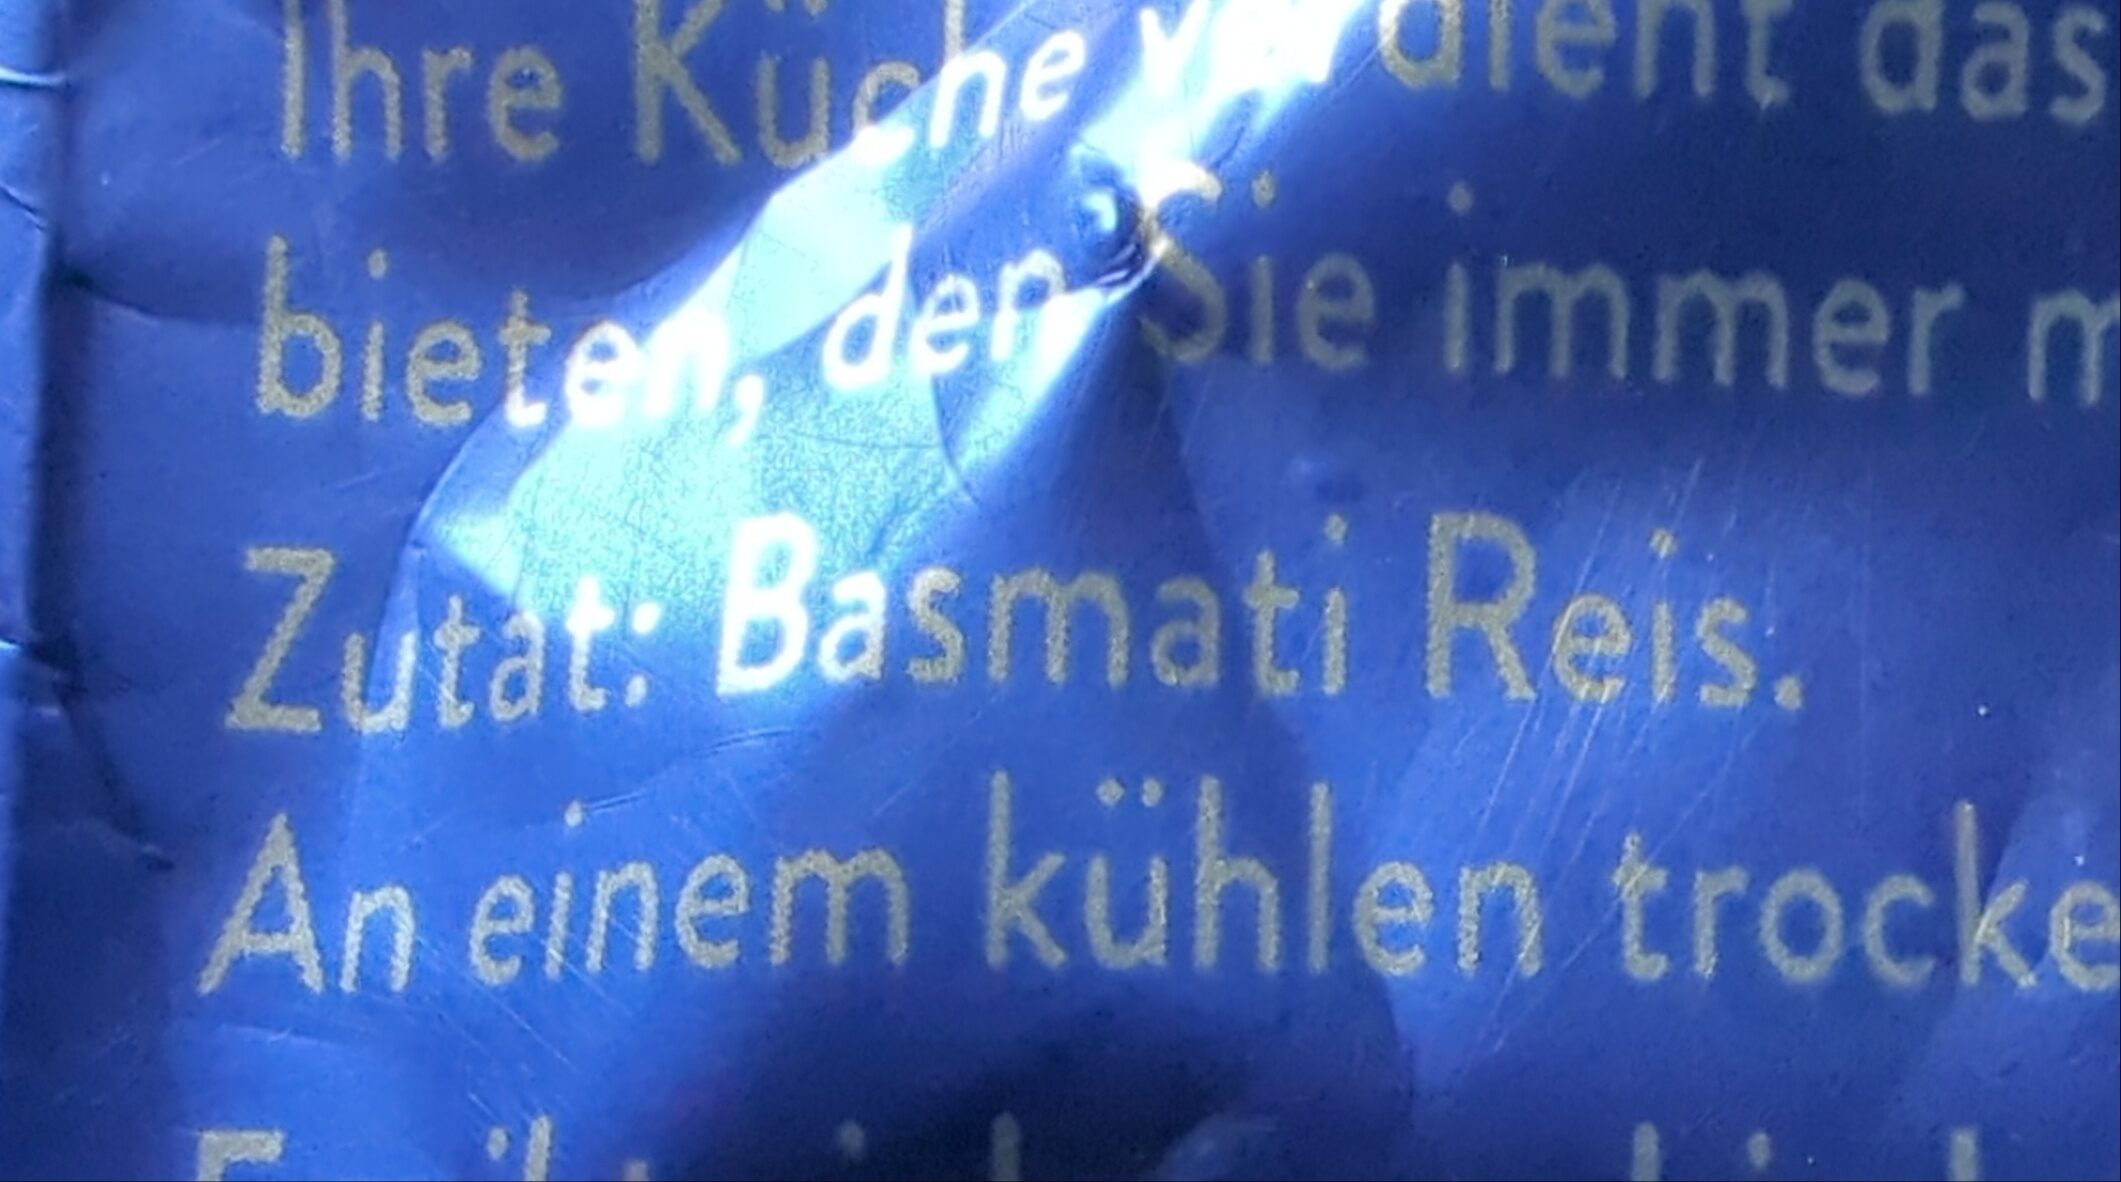 Ihre Küche verdient das
bieten, den Sie immer m
Zutat: Basmati Reis.
An einem kühlen trocke